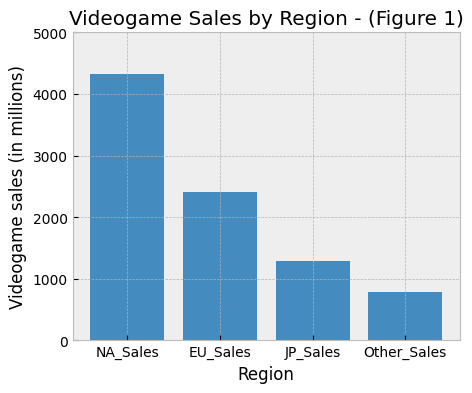 Videogame Sales by Region - (Figure 1)
5000
4000
3000
2000
1000
0
Videogame sales (in millions)
NA_Sales EU_Sales JP_Sales Other_Sales
Region